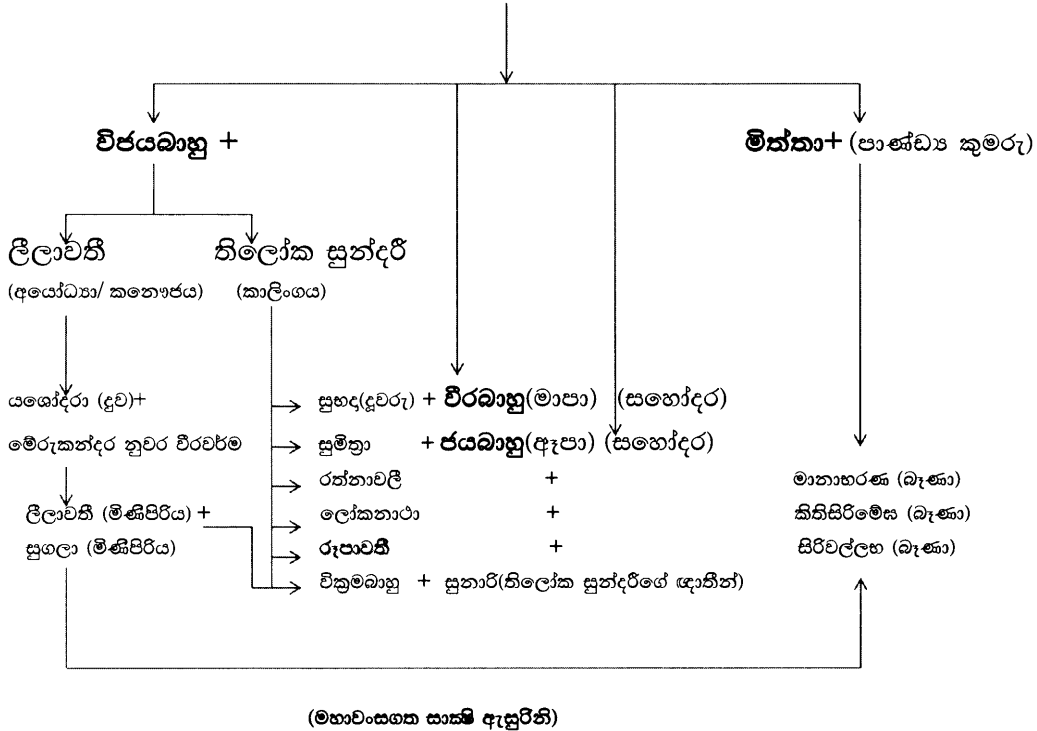 විජයබාහු +
මිත්තා+ (පාණ්ඩ්‍ය කුමරු)
ලීලාවතී
තිලෝක සුන්දරී
(අයෝධ්‍යා/ කනෞජය)
(කාලිංගය)
යශෝදරා (දුව)+
සුභද්‍රා(දූවරු) + වීරබාහු(මාපා) (සහෝදර)
මේරුකන්දර නුවර වීරවර්ම
සුමිත්‍රා +ජයබාහු(ඈපා) (සහෝදර)
රත්නාවලී + මානාභරණ (බෑණා)
ලීලාවතී (මිණිපිරිය) +
ලෝකනාථා + කිතිසිරිමේඝ (බෑණා)
සුගලා (මිණිපිරිය)
රූපාවතී + සිරිවල්ලභ (බෑණා)
වික්‍රමබාහු + සුනාරි(තිලෝක සුන්දරීගේ ඥාතීන්)
(මහාවංසගත සාක්ෂි ඇසුරිනි)